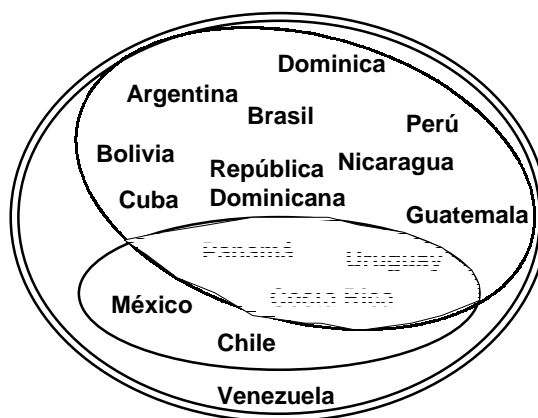 Dominica
Argentina
Brasil
Perú
Bolivia
República
Dominicana
Nicaragua
Cuba
Guatemala
Panamá
Uruguay
Costa Rica
México
Chile
Venezuela